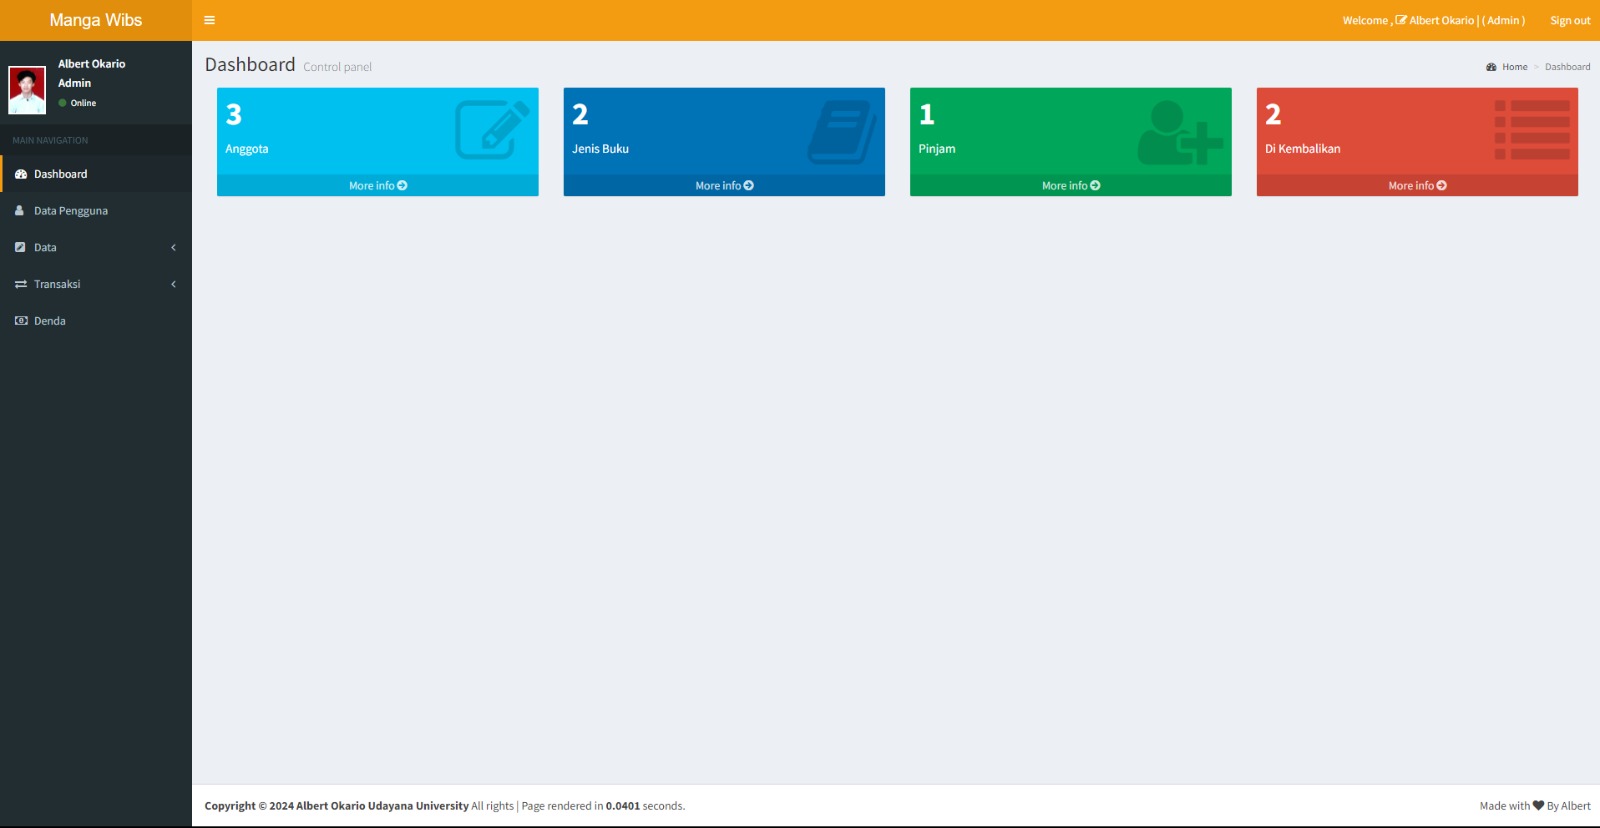 Manga Wibs
Welcome , Albert Okario | ( Admin )
Sign out
Albert Okario
Admin
Online
MAIN NAVIGATION
Dashboard
Data Pengguna
Data
Transaksi
Denda
Dashboard Control panel
Home > Dashboard
3
Anggota
More info
2
Jenis Buku
More info
1
Pinjam
More info
2
Di Kembalikan
More info
Copyright © 2024 Albert Okario Udayana University All rights | Page rendered in 0.0401 seconds.
Made with By Albert